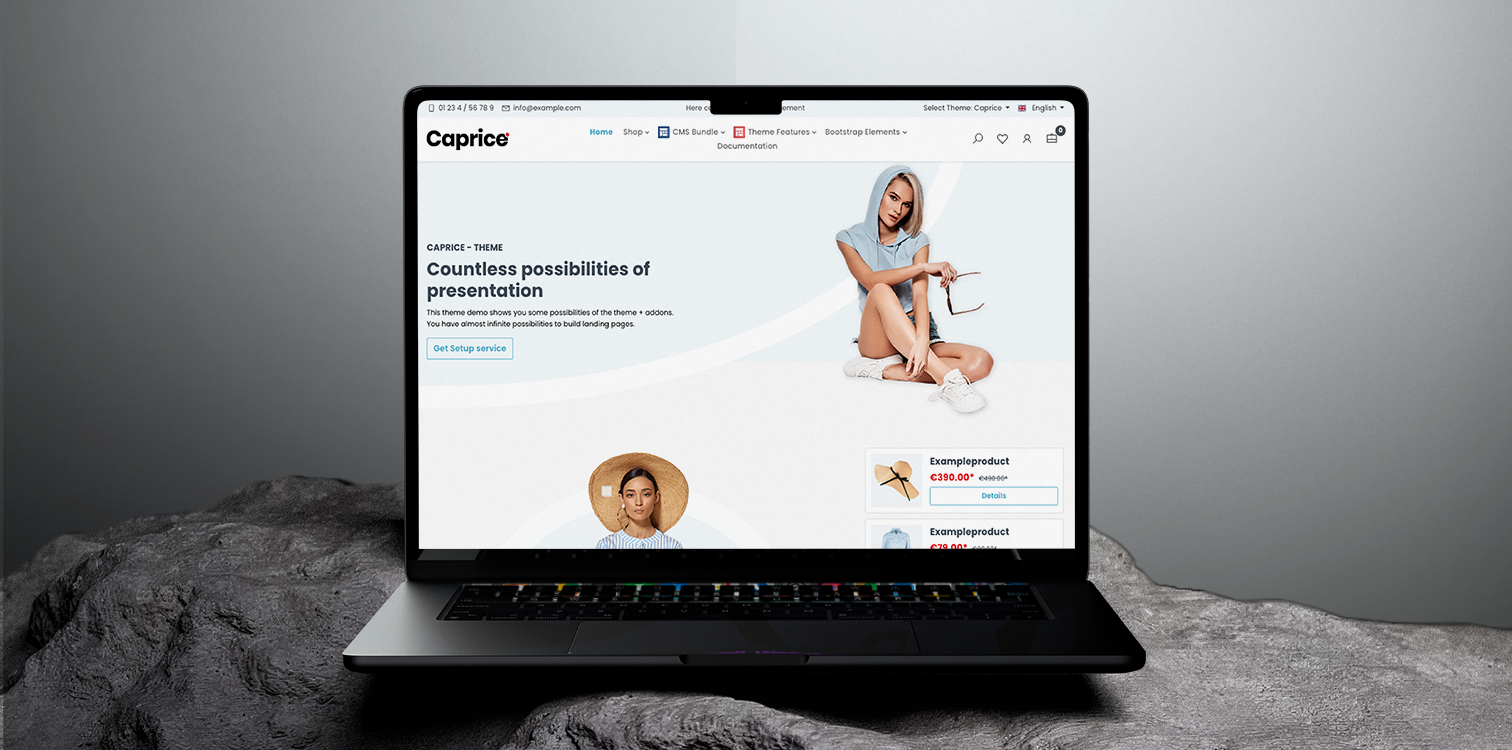 01 23 4 / 56 78 9 info@example.com Here co ement Select Theme: Caprice English
Caprice
Home Shop CMS Bundle Theme Features Bootstrap Elements
Documentation
0
CAPRICE - THEME
Countless possibilities of
presentation
This theme demo shows you some possibilities of the theme + addons.
You have almost infinite possibilities to build landing pages.
Get Setup service
Exampleproduct
€390.00* €490.00*
Details
Exampleproduct
€79.00*